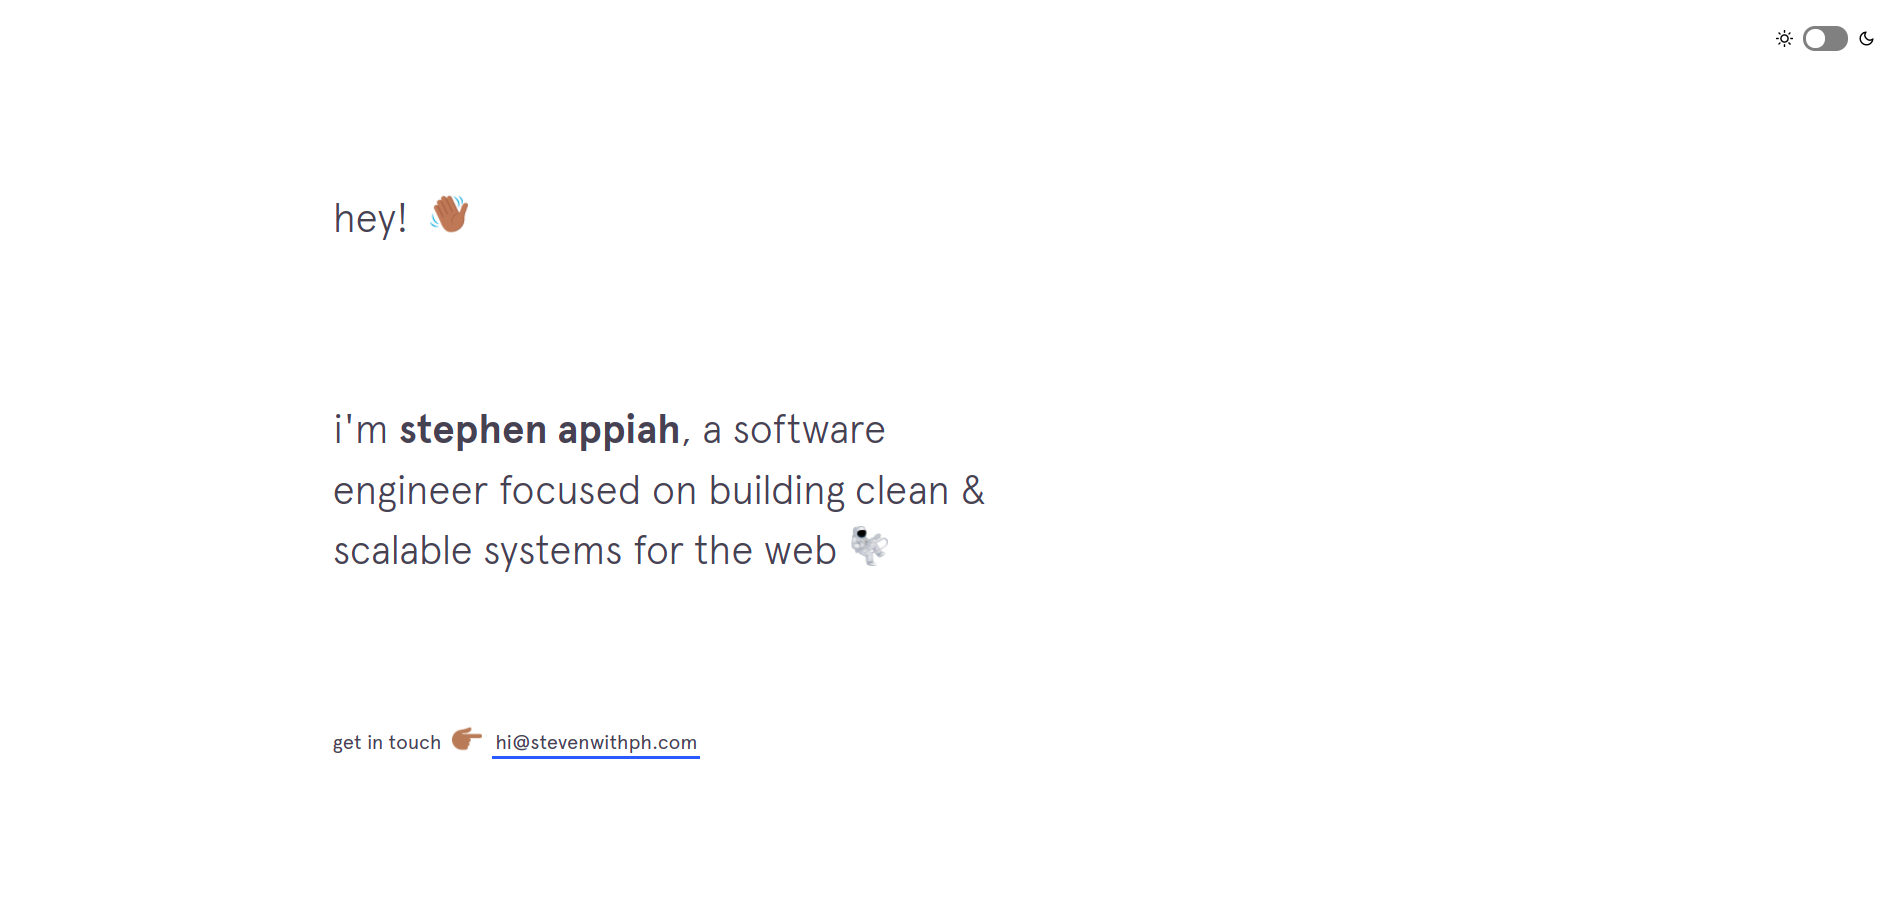 hey! 👋🏾
i'm stephen appiah, a software
engineer focused on building clean &
scalable systems for the web
get in touch 👉🏾 hi@stevenwithph.com